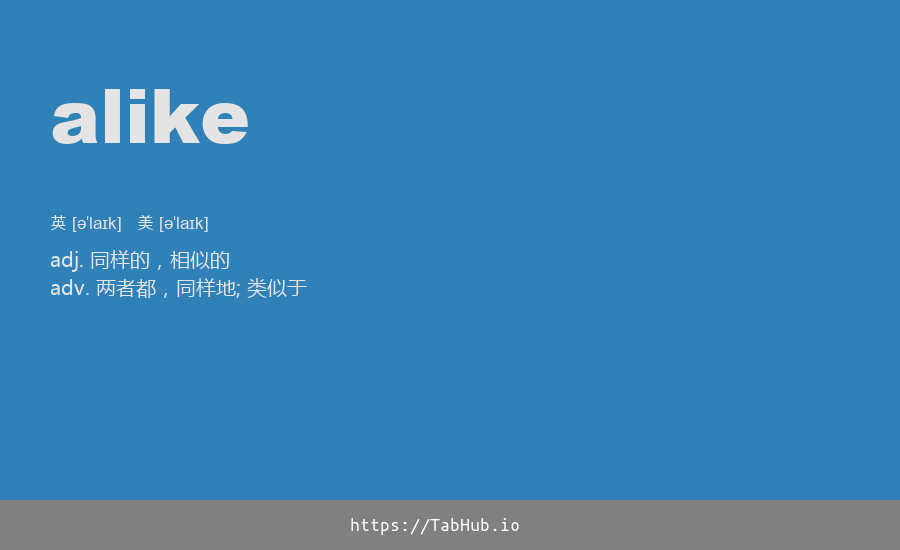 alike
英 [ə'laɪk] 美 [ə'laɪk]
adj. 同样的，相似的
adv. 两者都，同样地; 类似于
https://TabHub.io